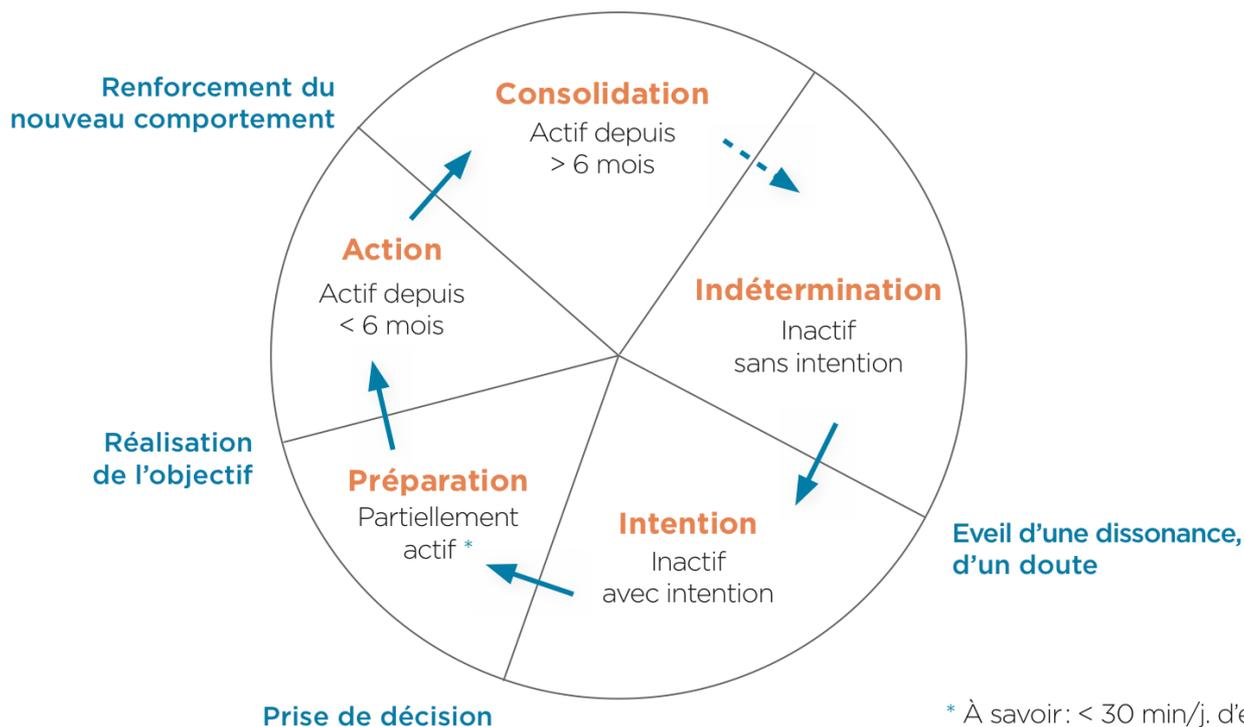 Renforcement du
nouveau comportement
Consolidation
Actif depuis
> 6 mois
Action
Actif depuis
< 6 mois
Indétermination
Inactif
sans intention
Réalisation
de l’objectif
Préparation
Partiellement
actif *
Intention
Inactif
avec intention
Eveil d’une dissonance,
d’un doute
Prise de décision
* À savoir : < 30 min/j. d’e